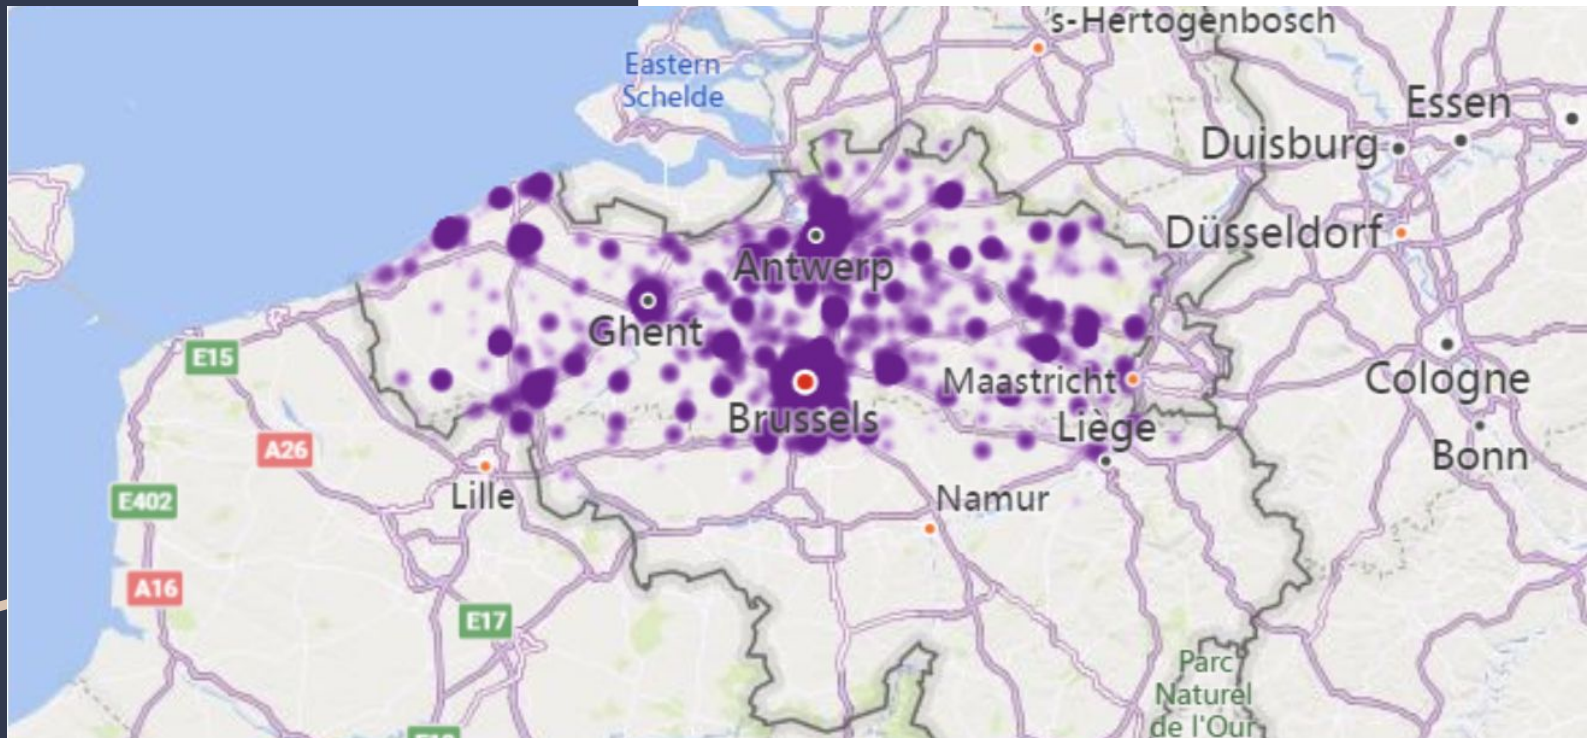 's-Hertogenbosch
Eastern
Schelde
Essen
Duisburg
Düsseldorf
Antwerp
Ghent
E15
Maastricht
Cologne
Brussels
Liège
A26
Bonn
Lille
E402
Namur
A16
E17
Parc
Naturel
de l'Our